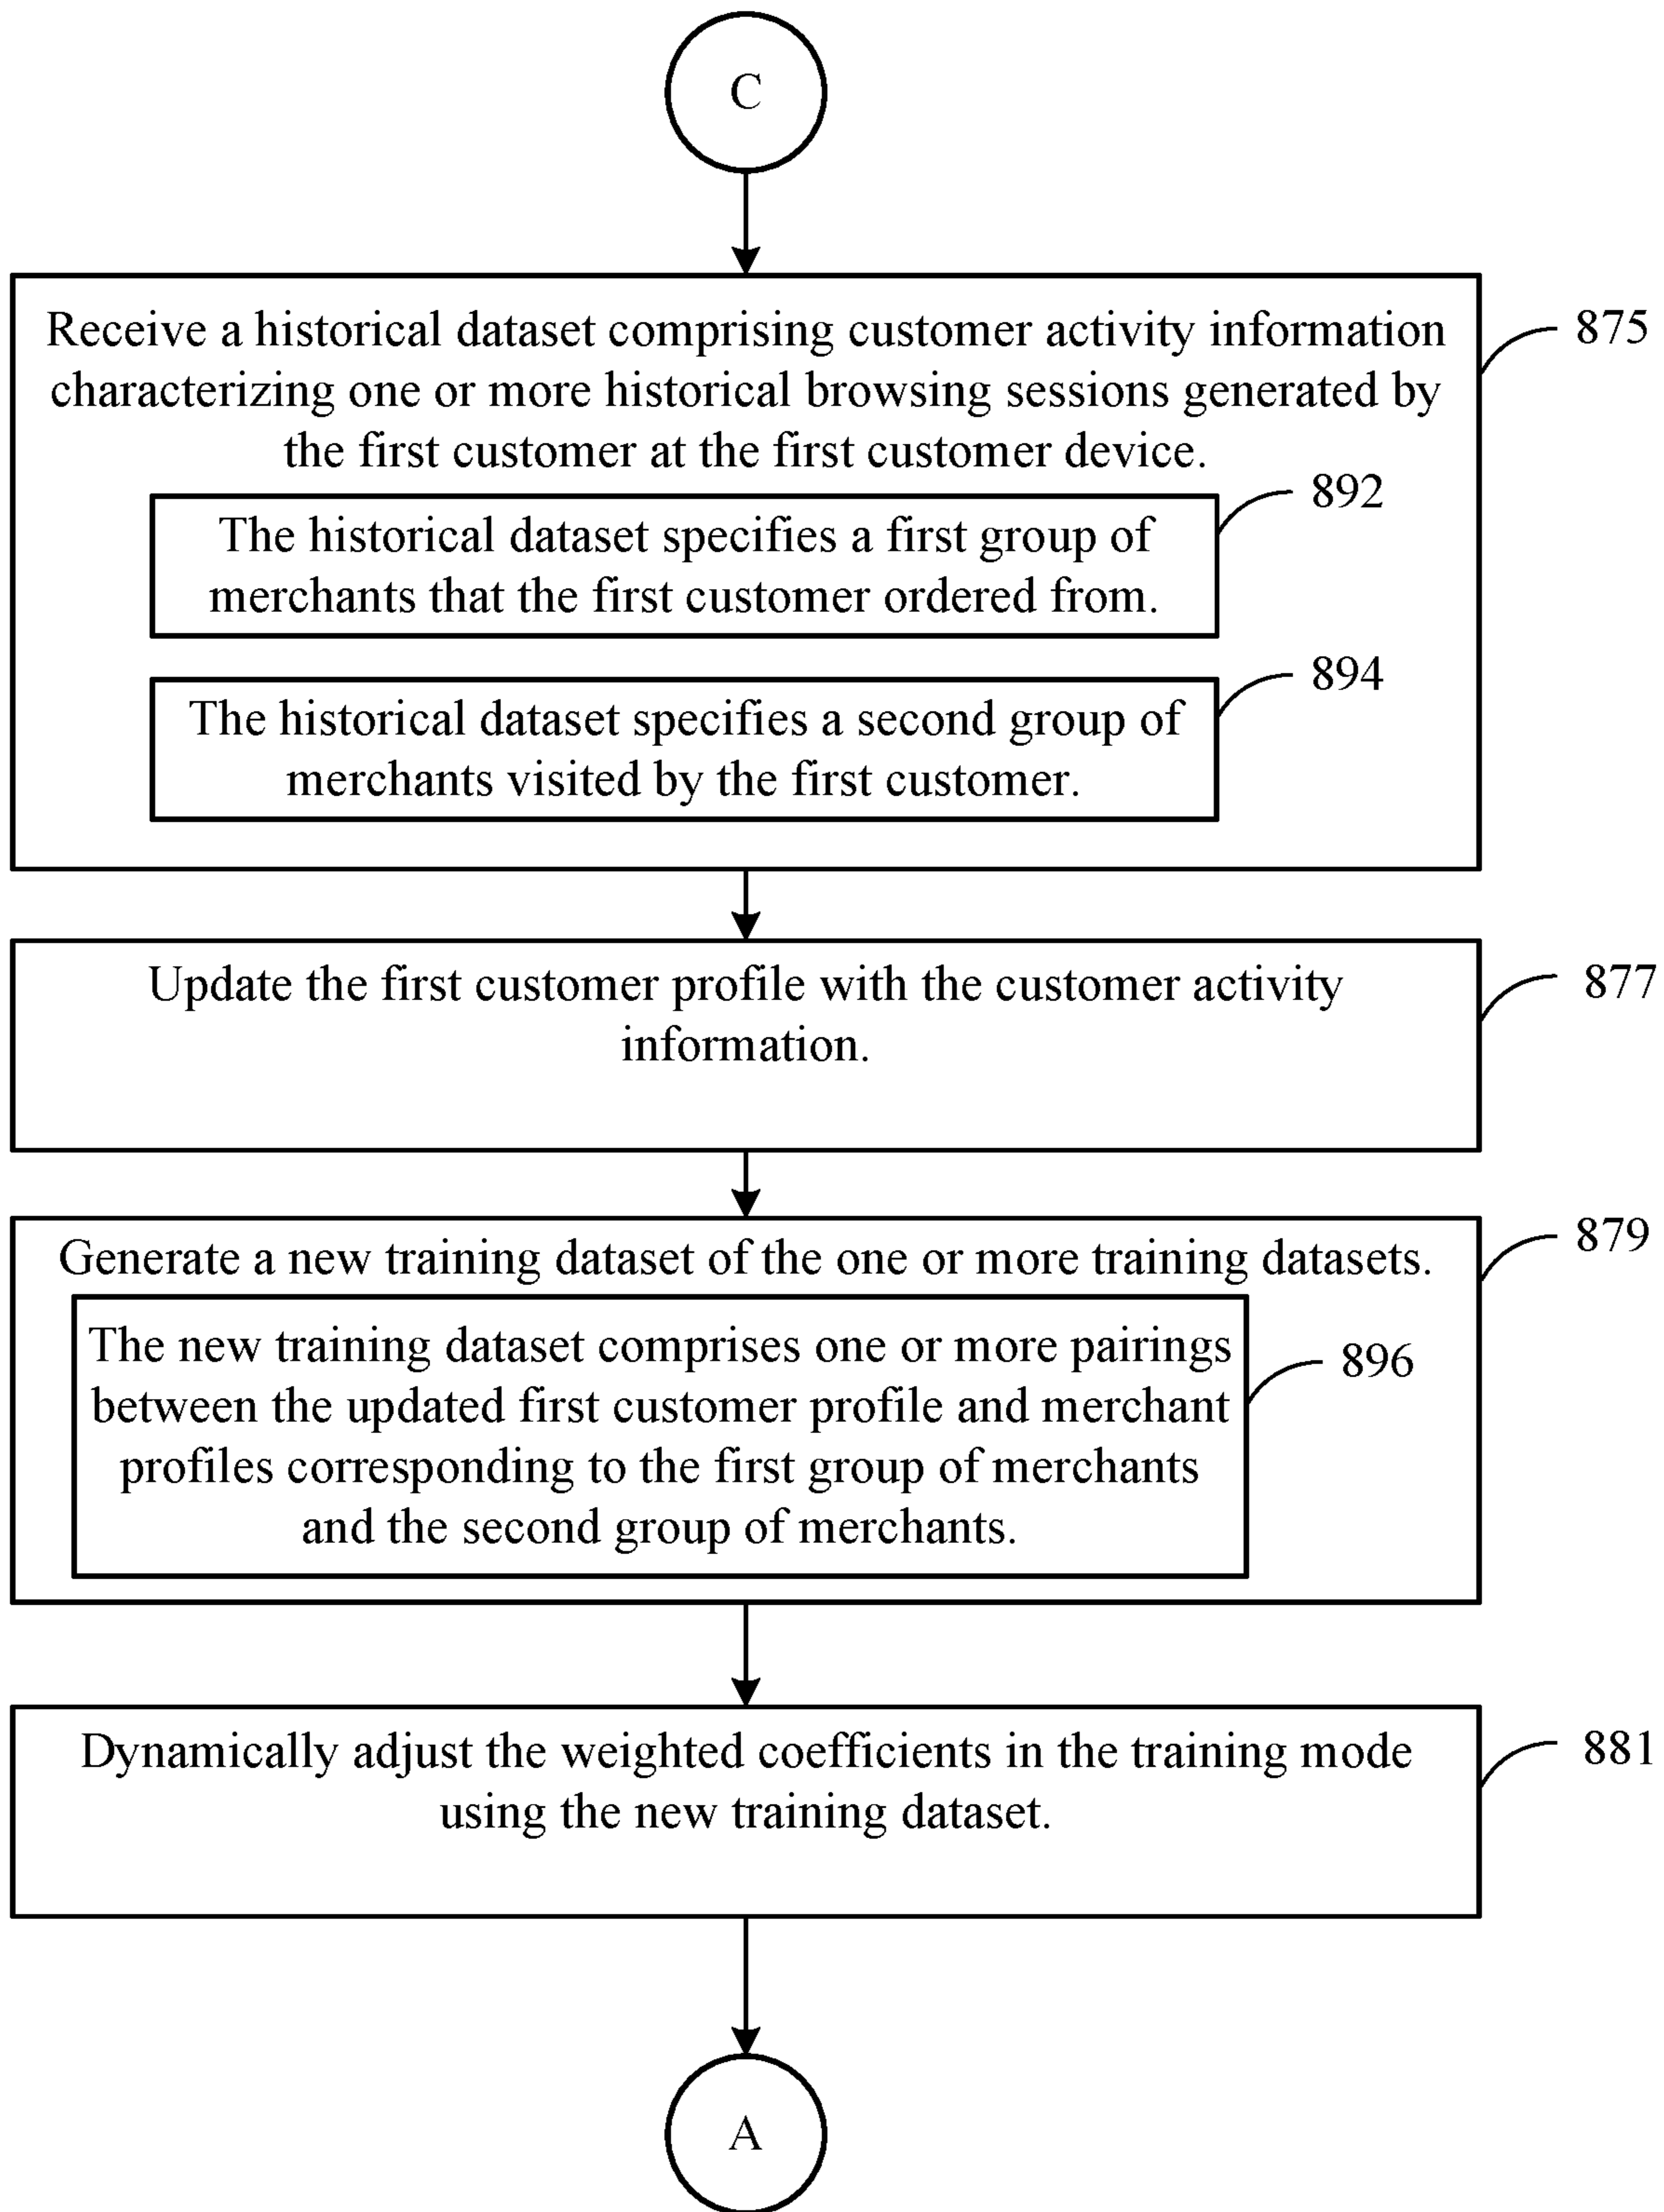 C
Receive a historical dataset comprising customer activity information
characterizing one or more historical browsing sessions generated by
the first customer at the first customer device.
875
892
The historical dataset specifies a first group of
merchants that the first customer ordered from.
894
The historical dataset specifies a second group of
merchants visited by the first customer.
Update the first customer profile with the customer activity
information.
877
Generate a new training dataset of the one or more training datasets.
879
The new training dataset comprises one or more pairings
between the updated first customer profile and merchant
profiles corresponding to the first group of merchants
and the second group of merchants.
896
Dynamically adjust the weighted coefficients in the training mode
using the new training dataset.
881
A